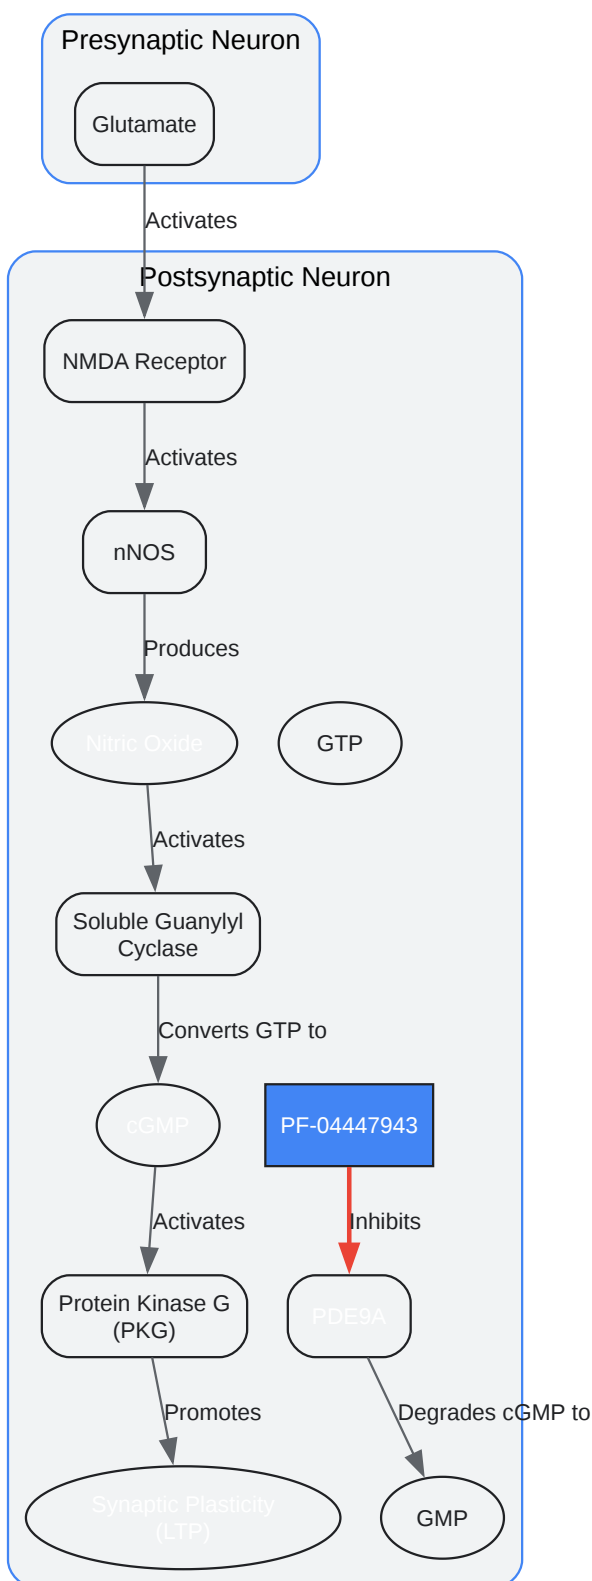 Presynaptic Neuron
Glutamate
Activates
Postsynaptic Neuron
NMDA Receptor
Activates
nNOS
Produces
Nitric Oxide
GTP
Activates
Soluble Guanylyl
Cyclase
Converts GTP to
cGMP
PF-04447943
Activates
Inhibits
Protein Kinase G
(PKG)
PDE9A
Promotes
Degrades cGMP to
Synaptic Plasticity
(LTP)
GMP